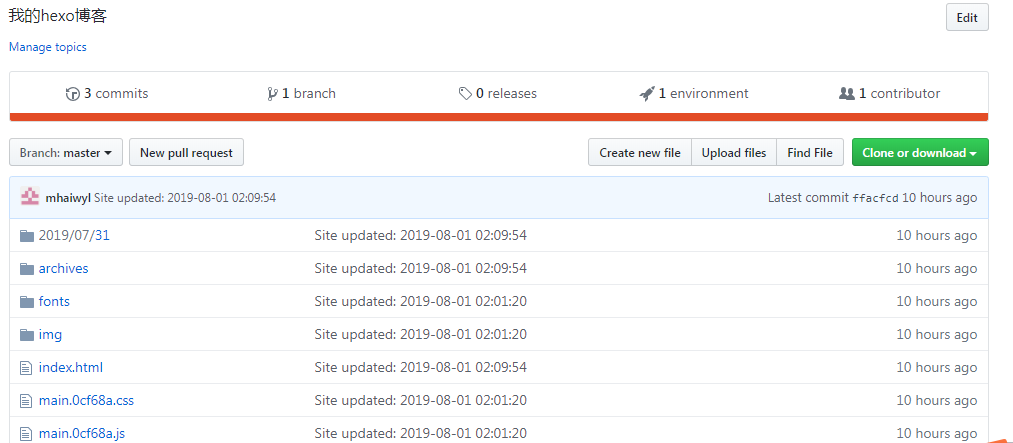 我的hexo博客 Edit
Manage topics
3 commits 1 branch 0 releases 1 environment 1 contributor
Branch: master New pull request Create new file Upload files Find File Clone or download
mhaiwyl Site updated: 2019-08-01 02:09:54 Latest commit ffacfcd 10 hours ago
2019/07/31 Site updated: 2019-08-01 02:09:54 10 hours ago
archives Site updated: 2019-08-01 02:09:54 10 hours ago
fonts Site updated: 2019-08-01 02:01:20 10 hours ago
img Site updated: 2019-08-01 02:01:20 10 hours ago
index.html Site updated: 2019-08-01 02:09:54 10 hours ago
main.0cf68a.css Site updated: 2019-08-01 02:01:20 10 hours ago
main.0cf68a.js Site updated: 2019-08-01 02:01:20 10 hours ago